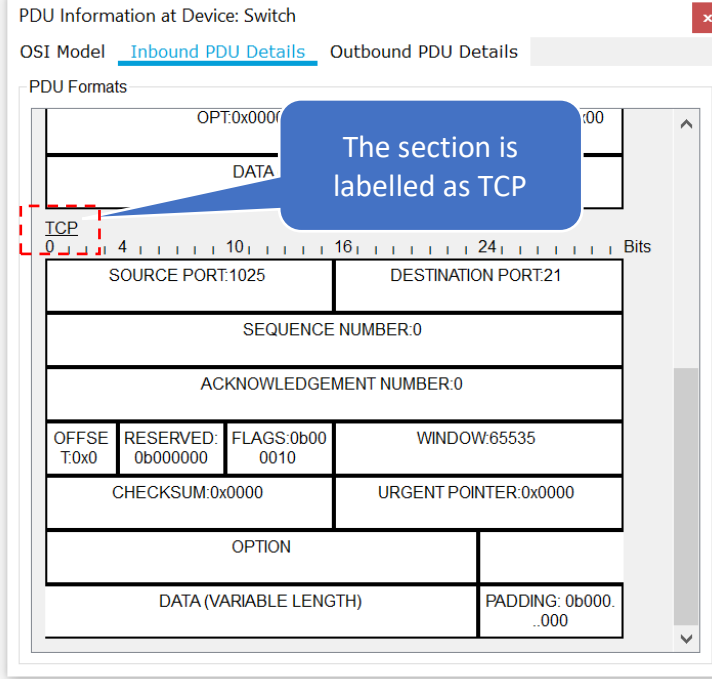 PDU Information at Device: Switch
x
OSI Model Inbound PDU Details Outbound PDU Details
PDU Formats
OPT:0x0000 :00
The section is
labelled as TCP
DATA
TCP
0 4 10 16 24 Bits
SOURCE PORT:1025 DESTINATION PORT:21
SEQUENCE NUMBER:0
ACKNOWLEDGEMENT NUMBER:0
OFFSE RESERVED: FLAGS:0b00 WINDOW:65535
T:0x0 0b000000 0010
CHECKSUM:0x0000 URGENT POINTER:0x0000
OPTION
DATA (VARIABLE LENGTH) PADDING: 0b000.
..000